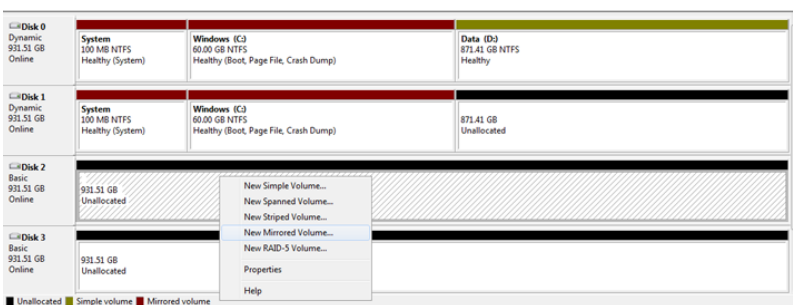 Disk 0
Dynamic
931.51 GB
Online
System
100 MB NTFS
Healthy (System)
Windows (C:)
60.00 GB NTFS
Healthy (Boot, Page File, Crash Dump)
Data (D:)
871.41 GB NTFS
Healthy
Disk 1
Dynamic
931.51 GB
Online
System
100 MB NTFS
Healthy (System)
Windows (C:)
60.00 GB NTFS
Healthy (Boot, Page File, Crash Dump)
871.41 GB
Unallocated
Disk 2
Basic
931.51 GB
Online
931.51 GB
Unallocated
New Simple Volume...
New Spanned Volume...
New Striped Volume...
New Mirrored Volume...
New RAID-5 Volume...
Properties
Help
Disk 3
Basic
931.51 GB
Online
931.51 GB
Unallocated
Unallocated Simple volume Mirrored volume